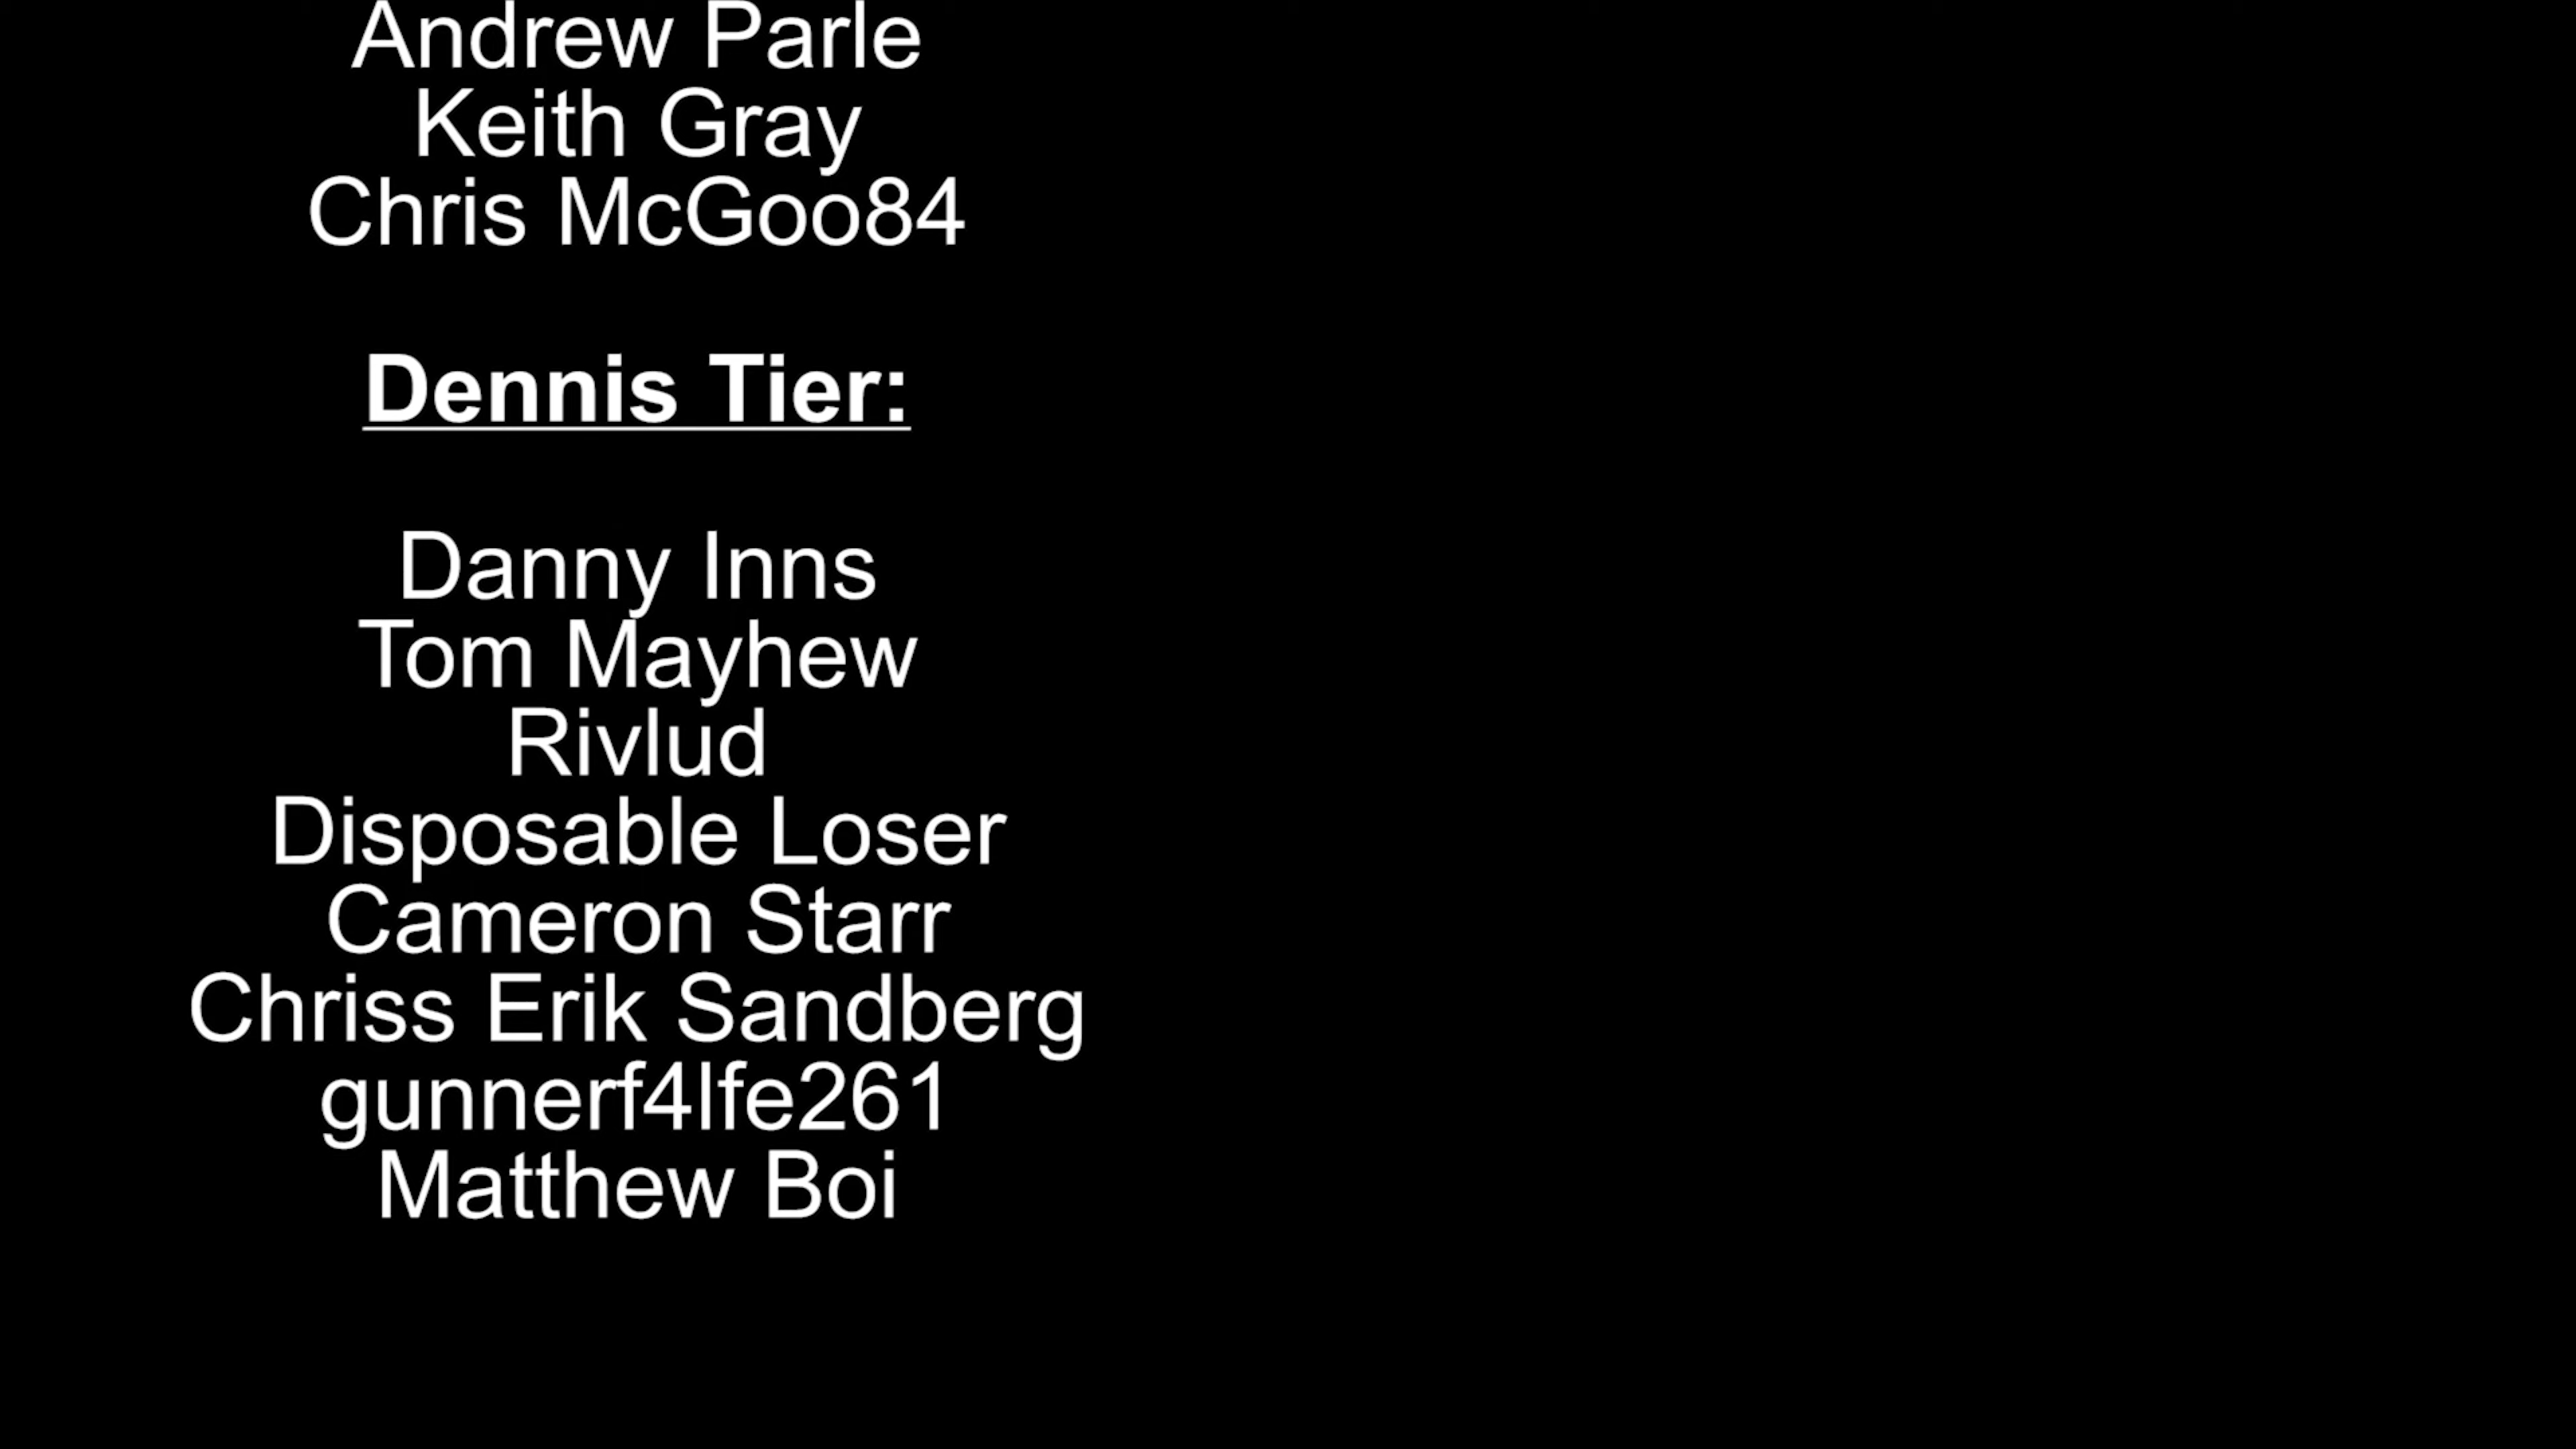 Andrew Parle
Keith Gray
Chris McGoo84
Dennis Tier:
Danny Inns
Tom Mayhew
Rivlud
Disposable Loser
Cameron Starr
Chriss Erik Sandberg
gunnerf4lfe261
Matthew Boi